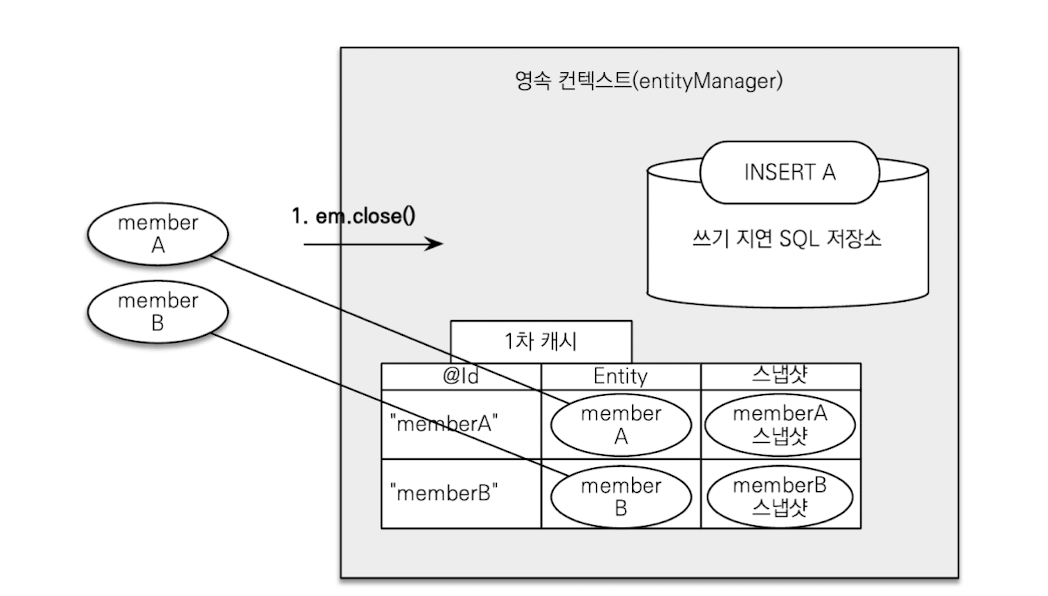 영속 컨텍스트(entityManager)
INSERT A
쓰기 지연 SQL 저장소
1. em.close()
member
A
member
B
1차 캐시
@Id
Entity
스냅샷
"memberA"
member
A
memberA
스냅샷
"memberB"
member
B
memberB
스냅샷